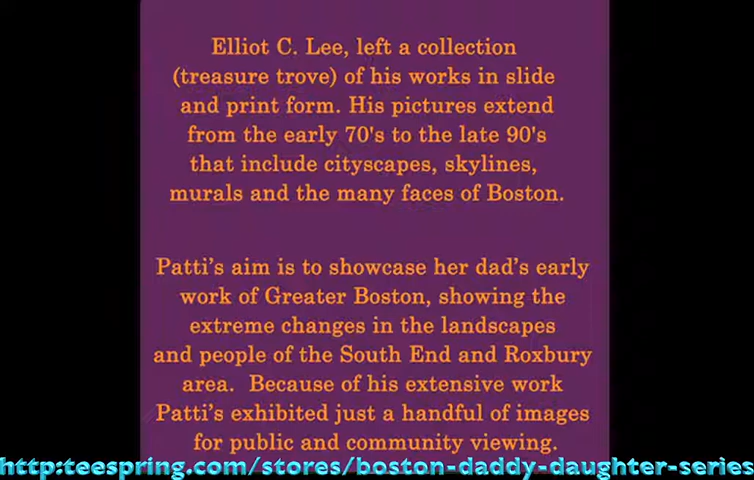 Elliot C. Lee, left a collection
(treasure trove) of his works in slide
and print form. His pictures extend
from the early 70's to the late 90's
that include cityscapes, skylines,
murals and the many faces of Boston.
Patti's aim is to showcase her dad's early
work of Greater Boston, showing the
extreme changes in the landscapes
and people of the South End and Roxbury
area. Because of his extensive work
Patti's exhibited just a handful of images
for public and community viewing.
http:teespring.com/stores/boston-daddy-daughter-series